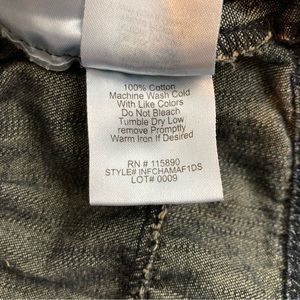 100% Cotton
Machine Wash Cold
With Like Colors
Do Not Bleach
Tumble Dry Low
remove Promptly
Warm Iron If Desired
RN # 115890
STYLE# INFCHAMAF1DS
LOT# 0009